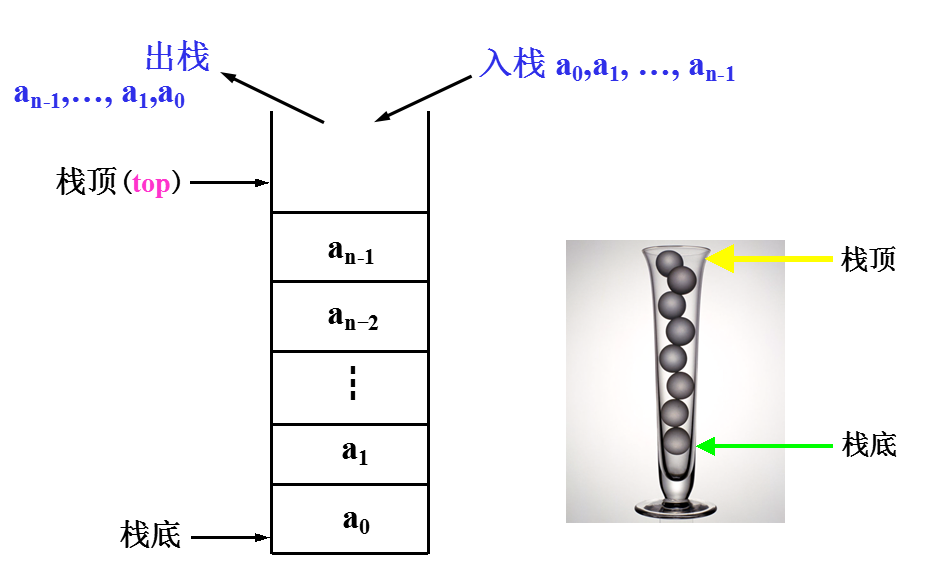 出栈
an-1,…, a1,a0
入栈 a0,a1, …, an-1
栈顶(top)
an-1
an-2
a1
a0
栈底
栈顶
栈底